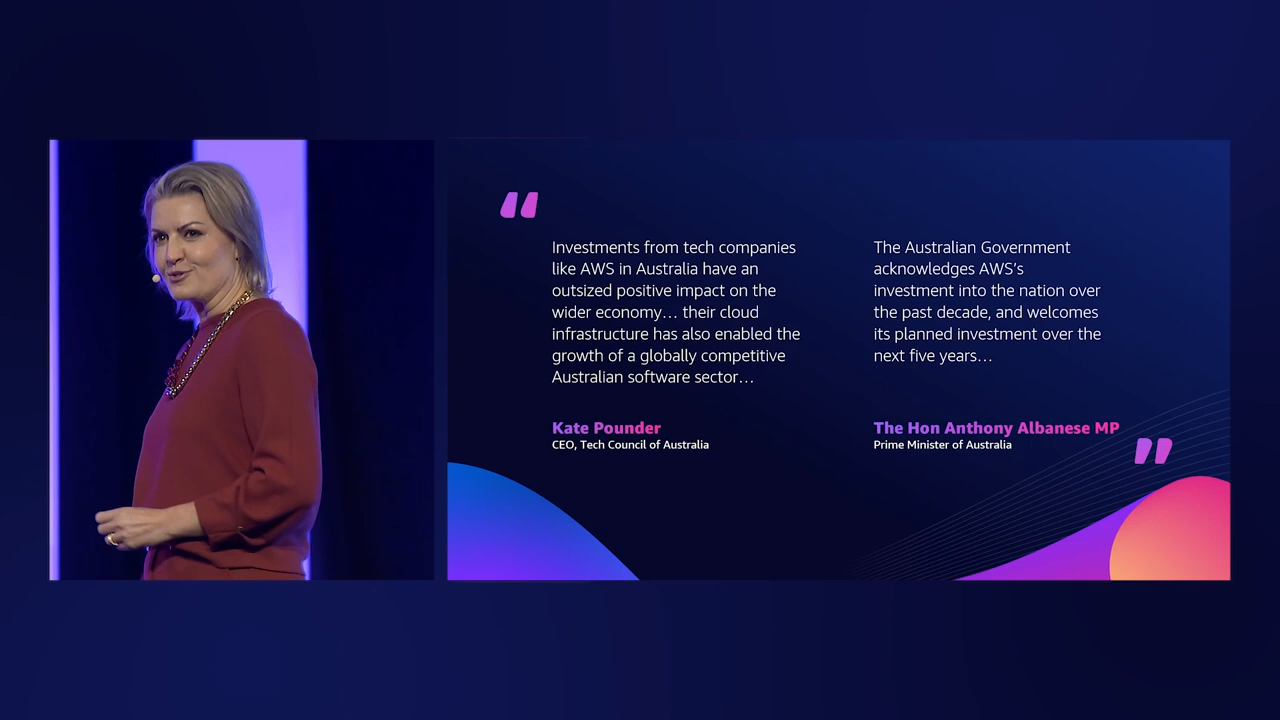 Investments from tech companies
like AWS in Australia have an
outsized positive impact on the
wider economy… their cloud
infrastructure has also enabled the
growth of a globally competitive
Australian software sector…
Kate Pounder
CEO, Tech Council of Australia
The Australian Government
acknowledges AWS’s
investment into the nation over
the past decade, and welcomes
its planned investment over the
next five years…
The Hon Anthony Albanese MP
Prime Minister of Australia